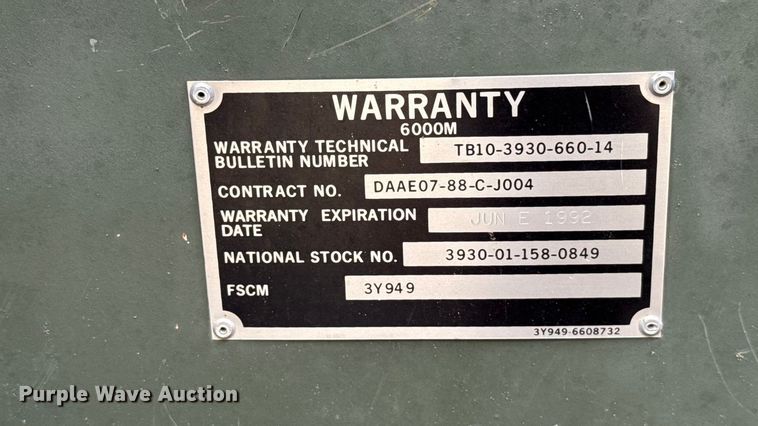 WARRANTY
6000M
WARRANTY TECHNICAL BULLETIN NUMBER TB10-3930-660-14
CONTRACT NO. DAAE07-88-C-J004
WARRANTY EXPIRATION DATE JUN E 1992
NATIONAL STOCK NO. 3930-01-158-0849
FSCM 3Y949
3Y949-6608732
Purple Wave Auction